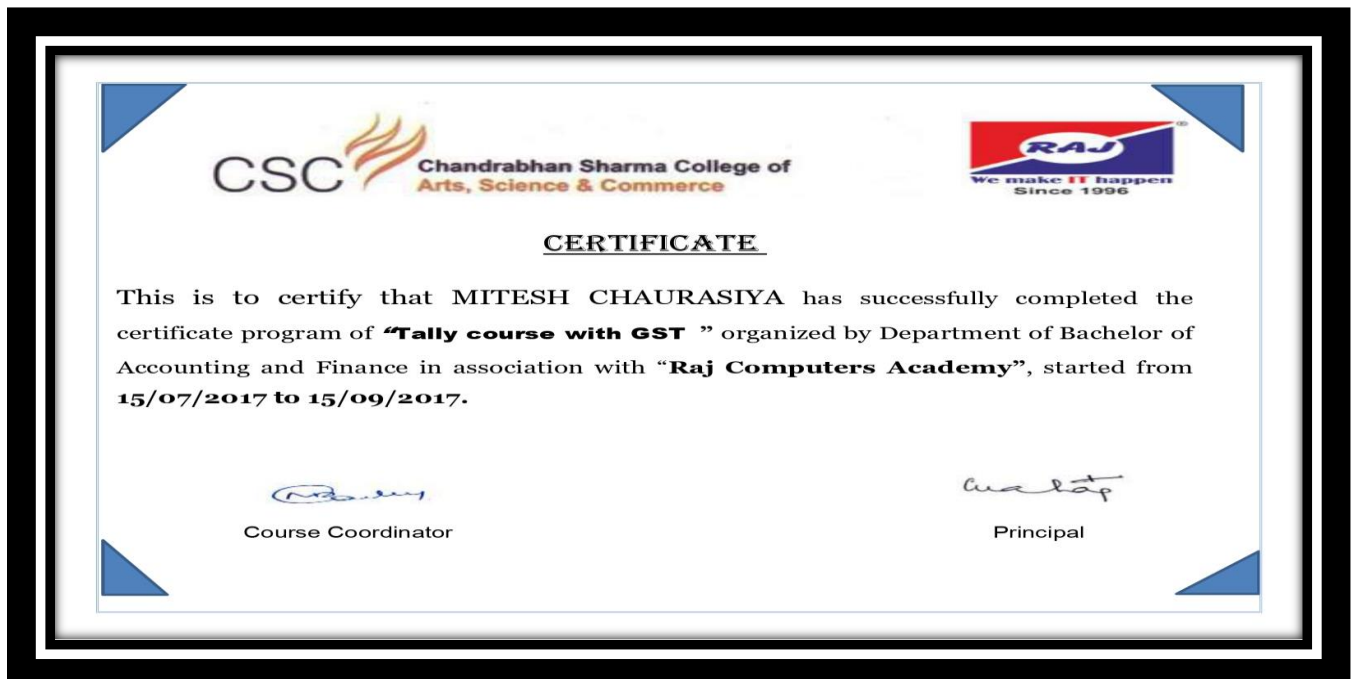 CSC
Chandrabhan Sharma College of
Arts, Science & Commerce
RAJ
®
We make IT happen
Since 1996
CERTIFICATE
This is to certify that MITESH CHAURASIYA has successfully completed the
certificate program of “Tally course with GST ” organized by Department of Bachelor of
Accounting and Finance in association with “Raj Computers Academy”, started from
15/07/2017 to 15/09/2017.
Course Coordinator
Principal